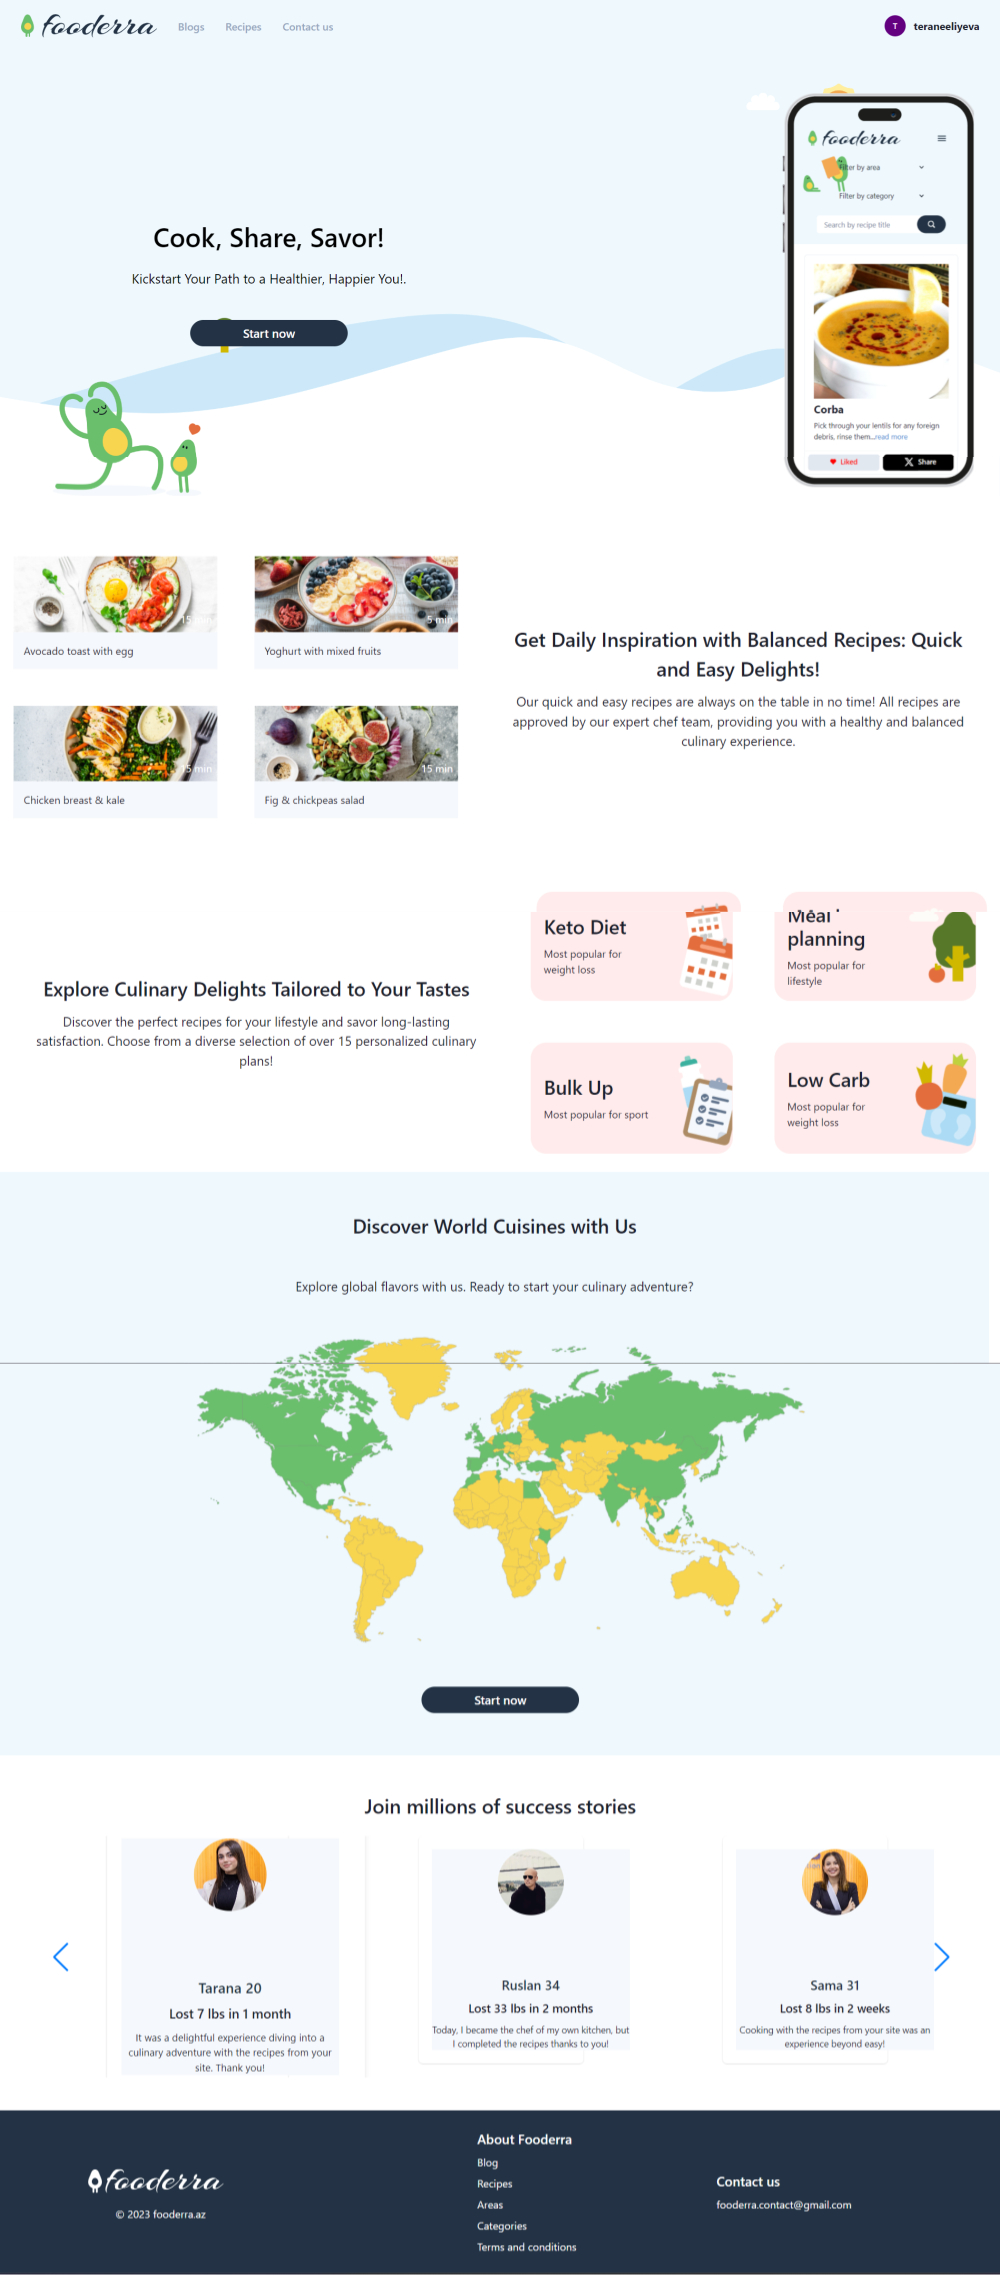 fooderra
Blogs
Recipes
Contact us
T
teraneeliyeva
fooderra
Filter by area
Filter by category
Search by recipe title
Cook, Share, Savor!
Kickstart Your Path to a Healthier, Happier You!.
Start now
Corba
Pick through your lentils for any foreign
debris, rinse them...read more
Liked
Share
15 min
Avocado toast with egg
5 min
Yoghurt with mixed fruits
15 min
Chicken breast & kale
15 min
Fig & chickpeas salad
Get Daily Inspiration with Balanced Recipes: Quick
and Easy Delights!
Our quick and easy recipes are always on the table in no time! All recipes are
approved by our expert chef team, providing you with a healthy and balanced
culinary experience.
Explore Culinary Delights Tailored to Your Tastes
Discover the perfect recipes for your lifestyle and savor long-lasting
satisfaction. Choose from a diverse selection of over 15 personalized culinary
plans!
Keto Diet
Most popular for
weight loss
Meal
planning
Most popular for
lifestyle
Bulk Up
Most popular for sport
Low Carb
Most popular for
weight loss
Discover World Cuisines with Us
Explore global flavors with us. Ready to start your culinary adventure?
Start now
Join millions of success stories
Tarana 20
Lost 7 lbs in 1 month
It was a delightful experience diving into a
culinary adventure with the recipes from your
site. Thank you!
Ruslan 34
Lost 33 lbs in 2 months
Today, I became the chef of my own kitchen, but
I completed the recipes thanks to you!
Sama 31
Lost 8 lbs in 2 weeks
Cooking with the recipes from your site was an
experience beyond easy!
fooderra
© 2023 fooderra.az
About Fooderra
Blog
Recipes
Areas
Categories
Terms and conditions
Contact us
fooderra.contact@gmail.com